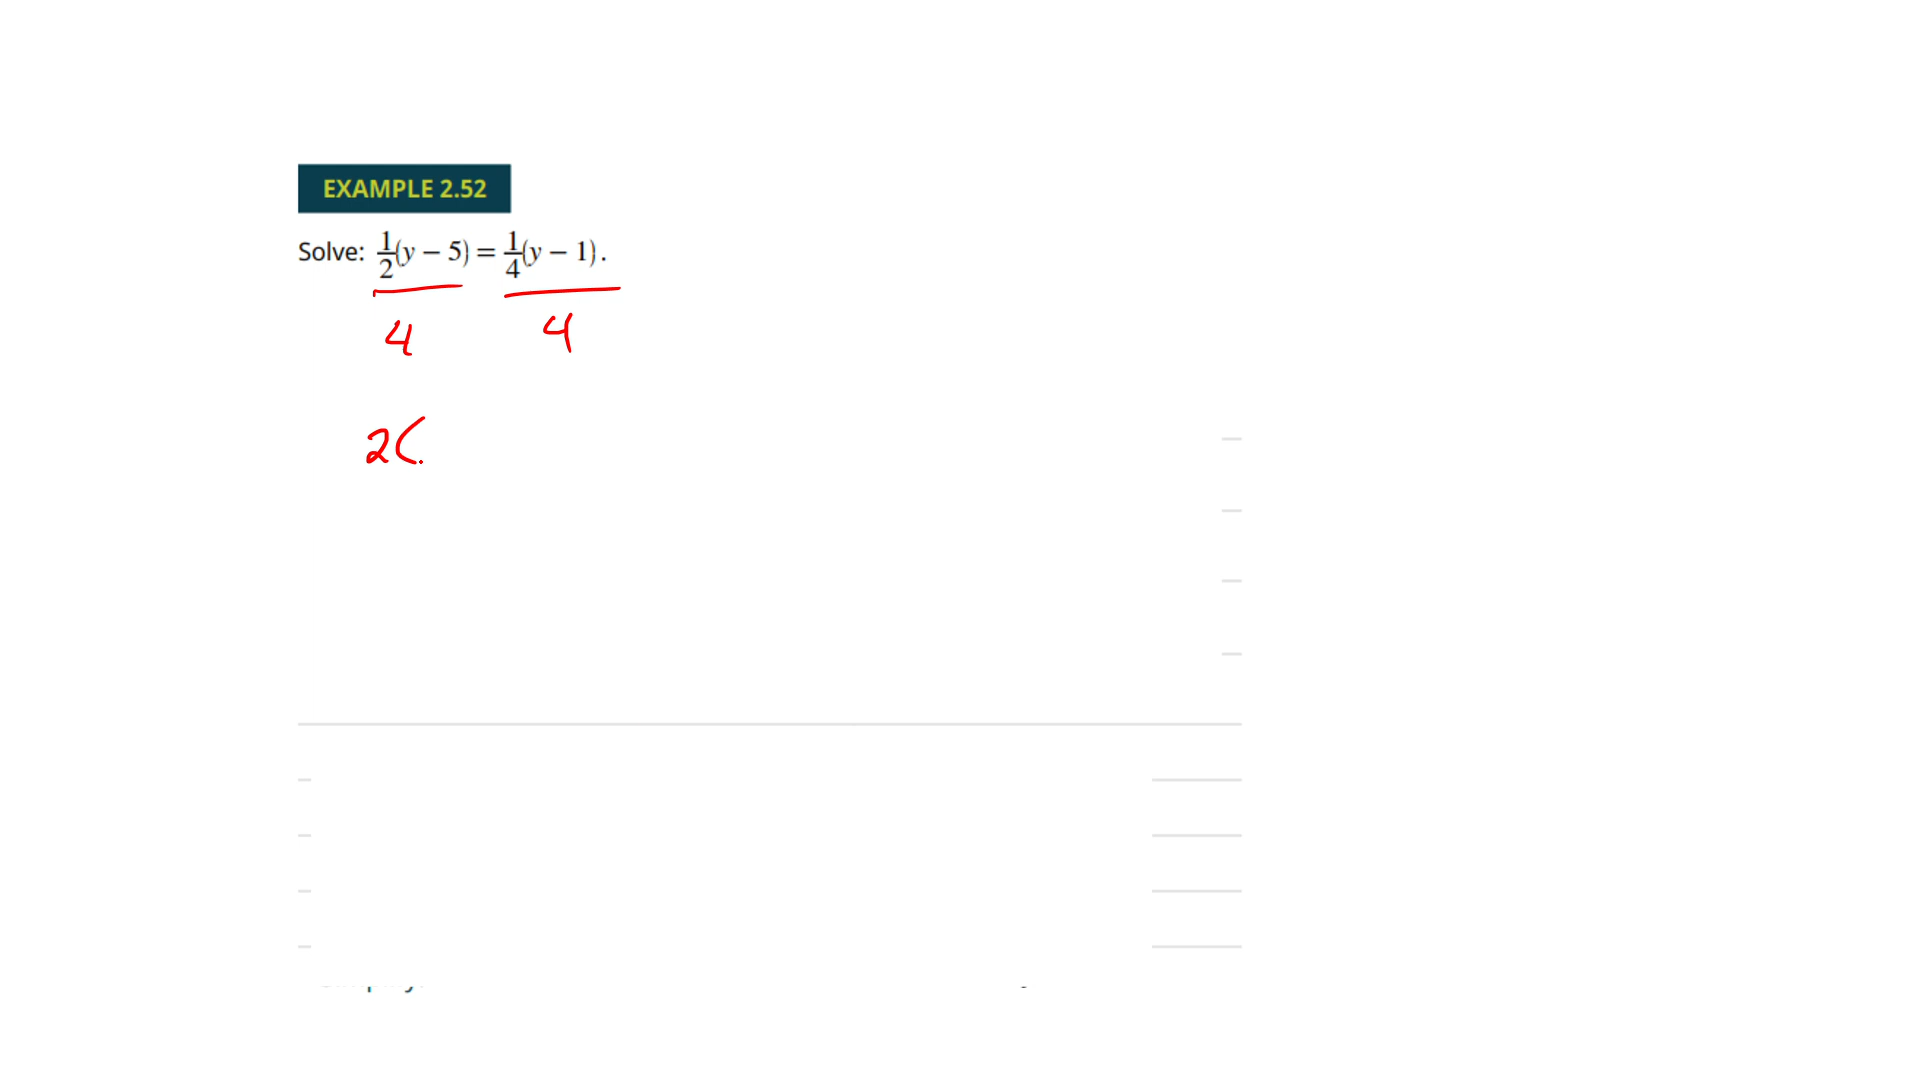 EXAMPLE 2.52
Solve: 1/2(y − 5) = 1/4(y − 1).
4 4
2(